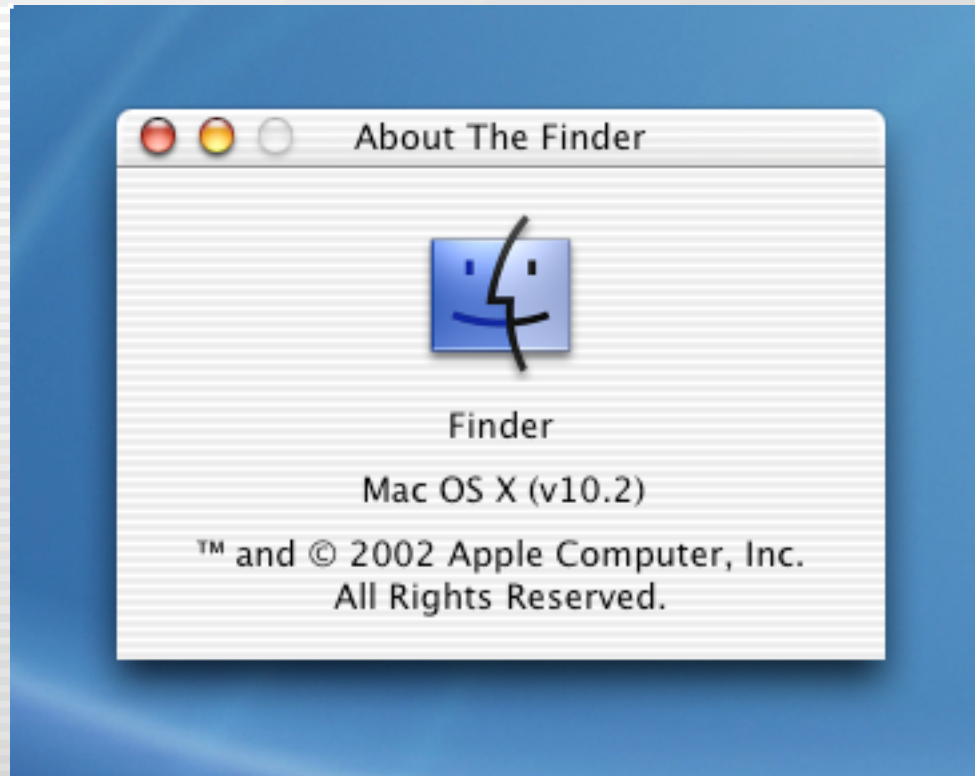 About The Finder
Finder
Mac OS X (v10.2)
™ and © 2002 Apple Computer, Inc.
All Rights Reserved.